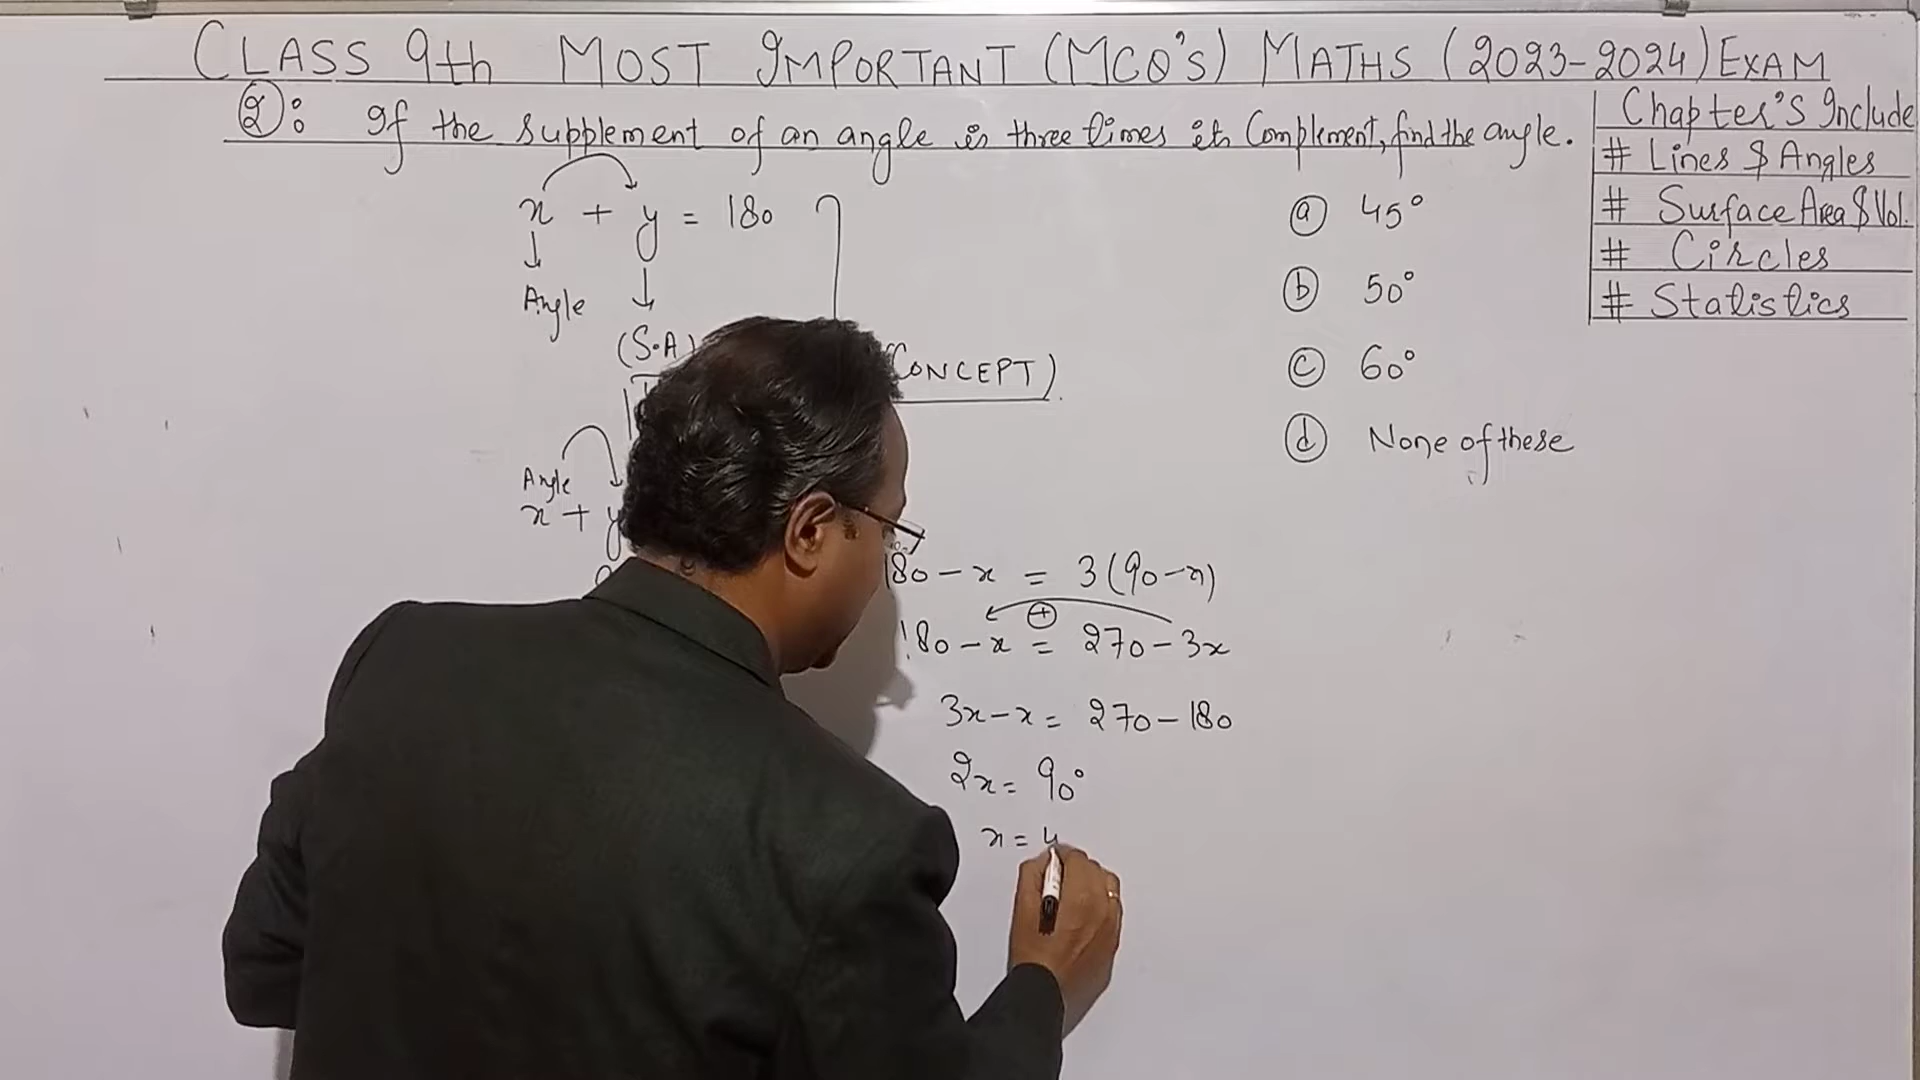 CLASS 9th MOST IMPORTANT (MCQ'S) MATHS (2023-2024) EXAM
Q: If the supplement of an angle is three times its Complement, find the angle.
x + y = 180
Angle
(S.A)
(CONCEPT)
Angle
x + y
180 - x = 3(90-x)
180 - x = 270 - 3x
+
3x - x = 270 - 180
2x = 90°
x = 4
(a) 45°
(b) 50°
(c) 60°
(d) None of these
Chapter's Include
# Lines & Angles
# Surface Area & Vol.
# Circles
# Statistics